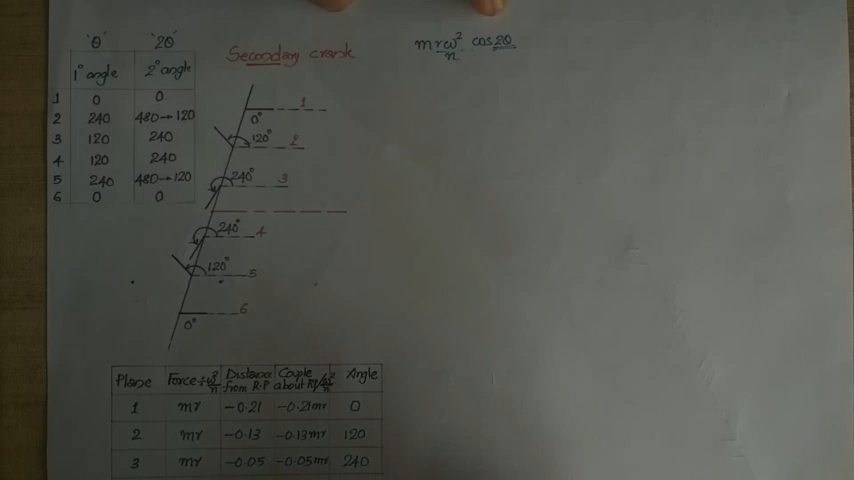 'θ' '2θ'
1° angle 2° angle
1 0 0
2 240 480→120
3 120 240
4 120 240
5 240 480→120
6 0 0
Secondary crank
mrω²/n cos2θ
1
0°
120°
2
240°
3
240°
4
120°
5
6
0°
Plane Force÷ω²/n Distance from R.P Couple about RP/ω²/n Angle
1 mr -0.21 -0.21mr 0
2 mr -0.13 -0.13mr 120
3 mr -0.05 -0.05mr 240